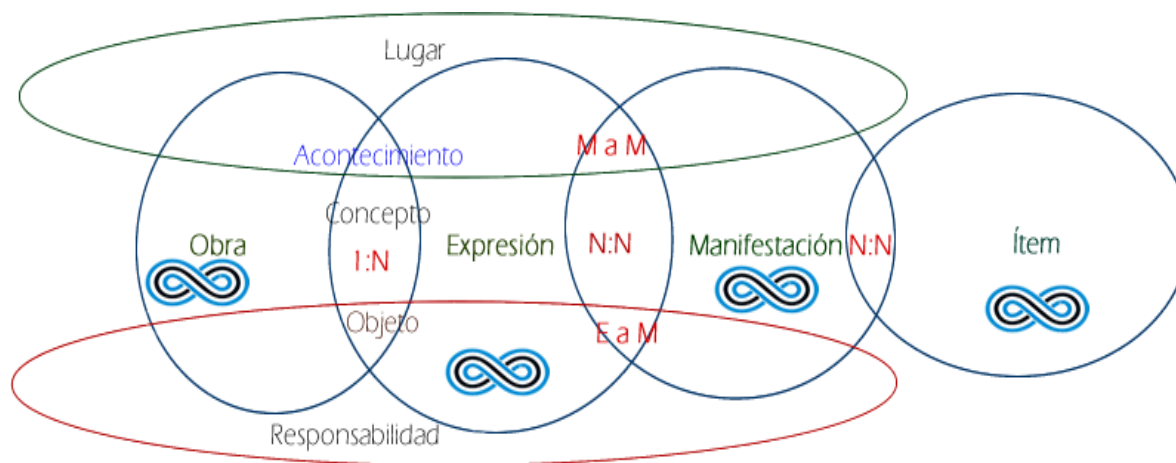 Lugar
M a M
Acontecimiento
Concepto
Obra
Expresión
N:N
Manifestación
N:N
Ítem
1:N
Objeto
E a M
Responsabilidad